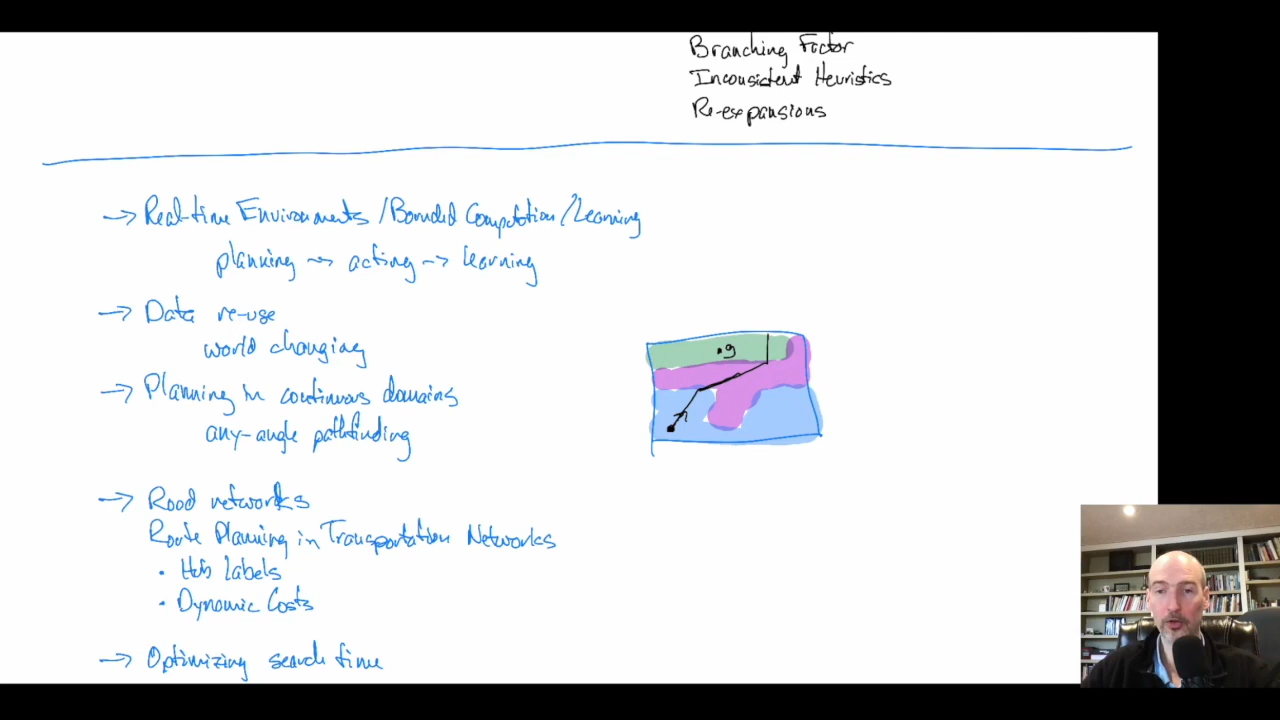 Branching Factor
Inconsistent Heuristics
Re-expansions
→ Real-time Environments / Bounded Computation / Learning
planning → acting → learning
→ Data re-use
world changing
→ Planning in continuous domains
any-angle pathfinding
g
→ Road networks
Route Planning in Transportation Networks
• Hub Labels
• Dynamic Costs
→ Optimizing search time